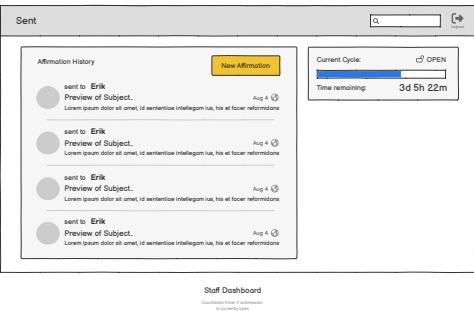 Sent
Log out
Affirmation History
New Affirmation
Current Cycle:
OPEN
Time remaining:
3d 5h 22m
sent to Erik
Preview of Subject.
Aug 4
Lorem ipsum dolor sit amet, id sententiae intellegam ius, his et facer reformidans
sent to Erik
Preview of Subject.
Aug 4
Lorem ipsum dolor sit amet, id sententiae intellegam ius, his et facer reformidans
sent to Erik
Preview of Subject.
Aug 4
Lorem ipsum dolor sit amet, id sententiae intellegam ius, his et facer reformidans
sent to Erik
Preview of Subject.
Aug 4
Lorem ipsum dolor sit amet, id sententiae intellegam ius, his et facer reformidans
Staff Dashboard
Countdown timer if submission
is currently open